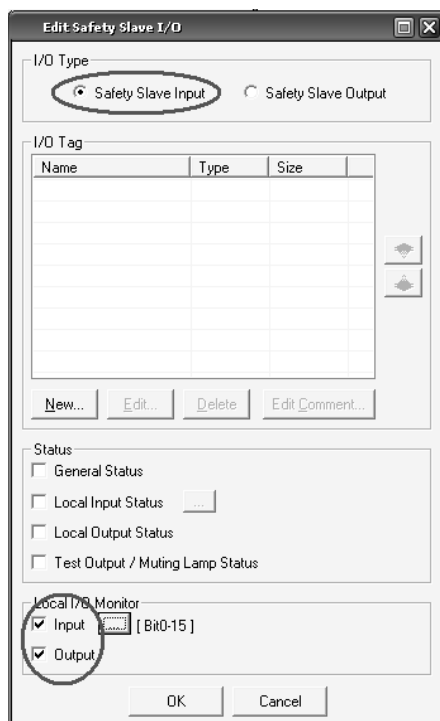 Edit Safety Slave I/O
I/O Type
Safety Slave Input Safety Slave Output
I/O Tag
Name Type Size
New... Edit... Delete Edit Comment...
Status
General Status
Local Input Status ...
Local Output Status
Test Output / Muting Lamp Status
Local I/O Monitor
Input ... [ Bit0-15 ]
Output
OK Cancel